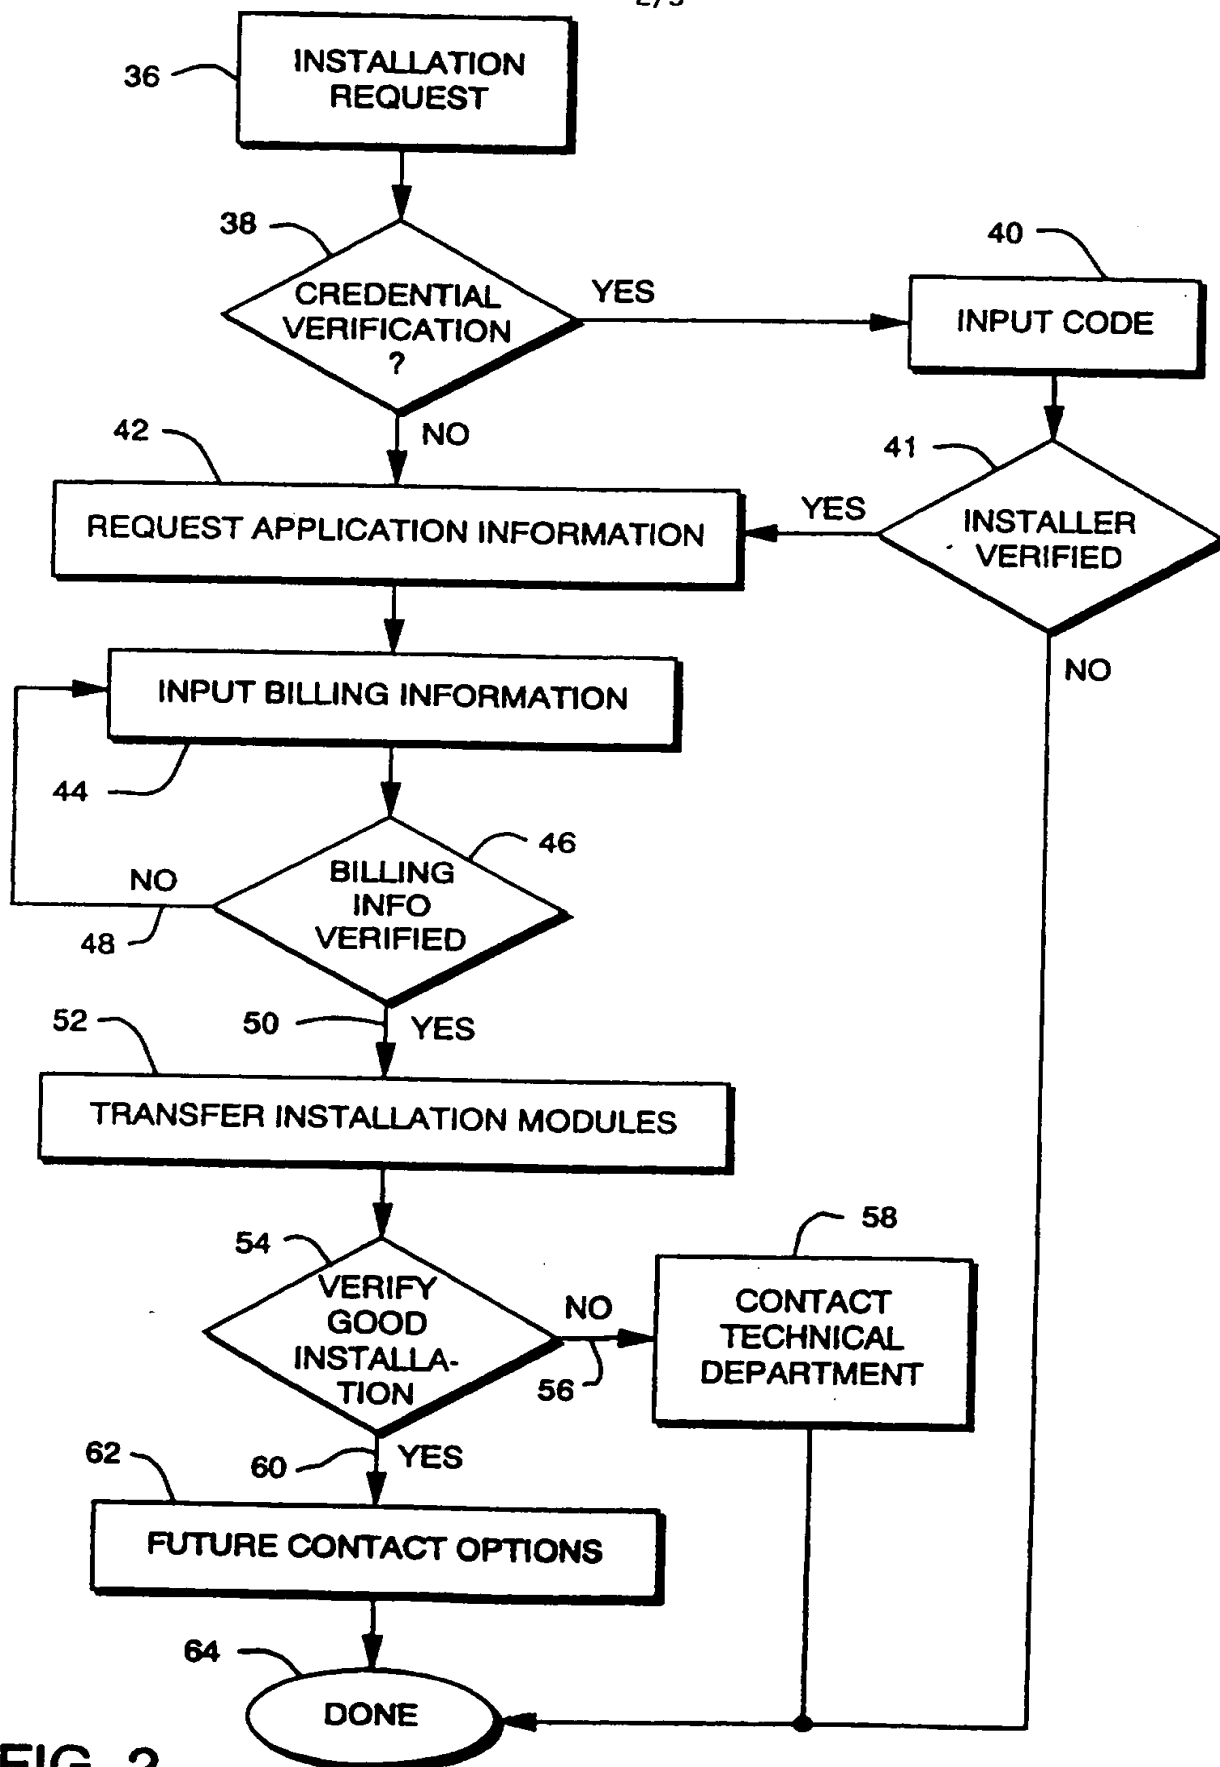 36
INSTALLATION
REQUEST
38
CREDENTIAL
VERIFICATION
?
YES
40
INPUT CODE
NO
42
REQUEST APPLICATION INFORMATION
YES
41
INSTALLER
VERIFIED
NO
INPUT BILLING INFORMATION
44
46
BILLING
INFO
VERIFIED
NO
48
50
YES
52
TRANSFER INSTALLATION MODULES
54
VERIFY
GOOD
INSTALLA-
TION
NO
56
58
CONTACT
TECHNICAL
DEPARTMENT
60
YES
62
FUTURE CONTACT OPTIONS
64
DONE
FIG. 2